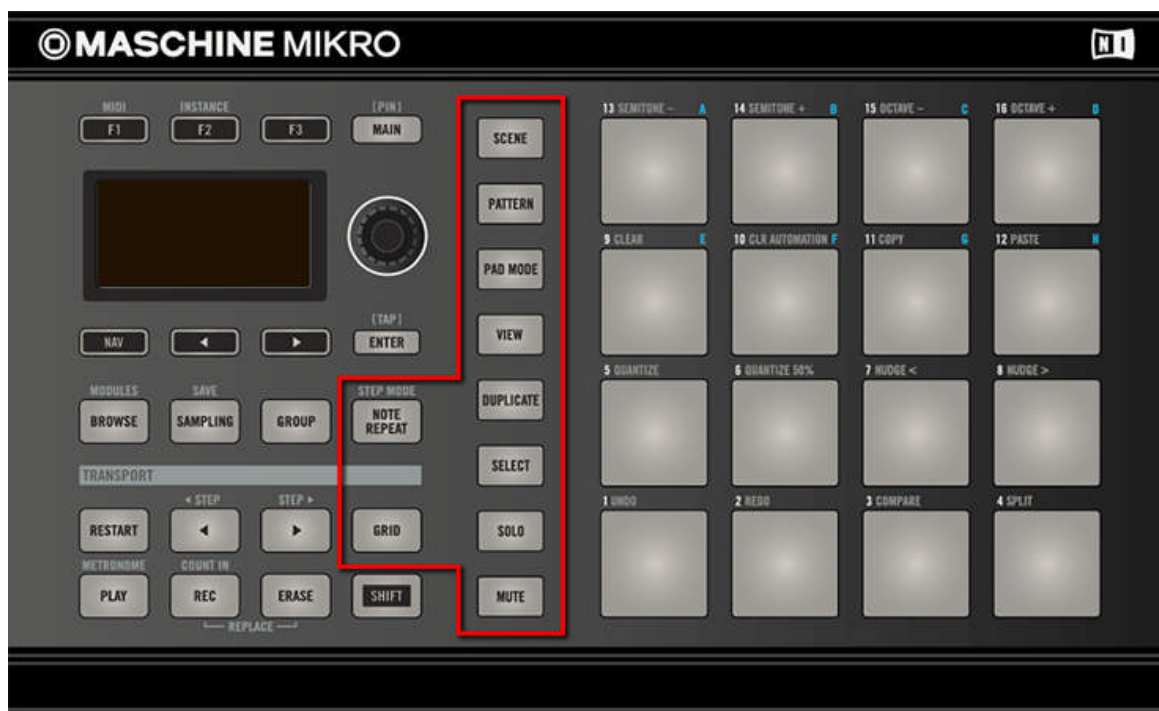 MASCHINE MIKRO
NI
MIDI INSTANCE [PIN]
F1 F2 F3 MAIN
[TAP]
NAV ◄ ► ENTER
MODULES SAVE STEP MODE
BROWSE SAMPLING GROUP NOTE REPEAT
TRANSPORT
◄ STEP STEP ►
RESTART ◄ ► GRID
METRONOME COUNT IN
PLAY REC ERASE SHIFT
REPLACE
SCENE
PATTERN
PAD MODE
VIEW
DUPLICATE
SELECT
SOLO
MUTE
13 SEMITONE - A 14 SEMITONE + B 15 OCTAVE - C 16 OCTAVE + D
9 CLEAR E 10 CLR AUTOMATION F 11 COPY G 12 PASTE H
5 QUANTIZE 6 QUANTIZE 50% 7 NUDGE < 8 NUDGE >
1 UNDO 2 REDO 3 COMPARE 4 SPLIT